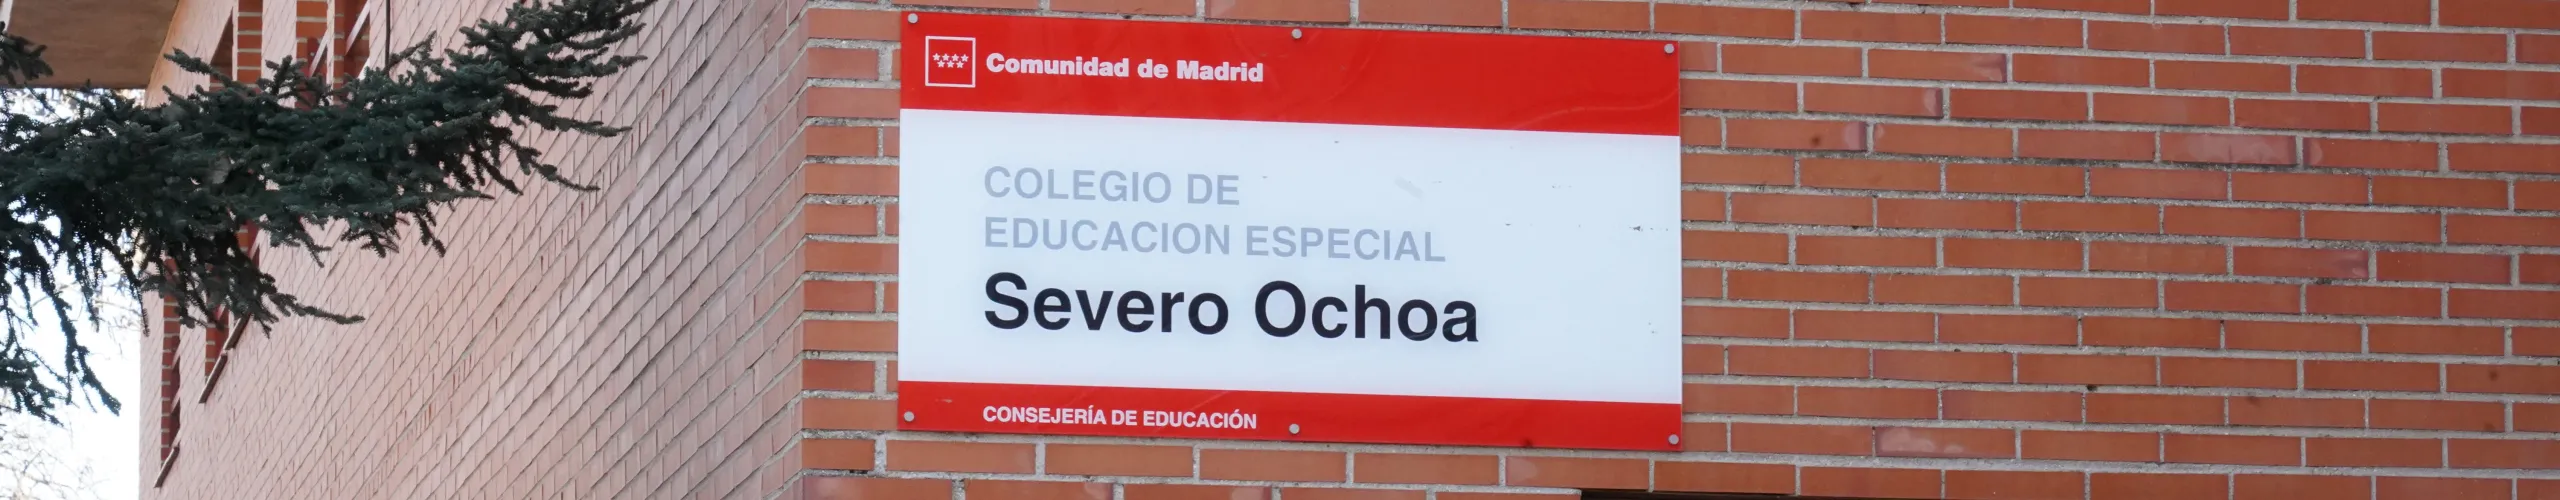 Comunidad de Madrid
COLEGIO DE
EDUCACION ESPECIAL
Severo Ochoa
CONSEJERÍA DE EDUCACIÓN